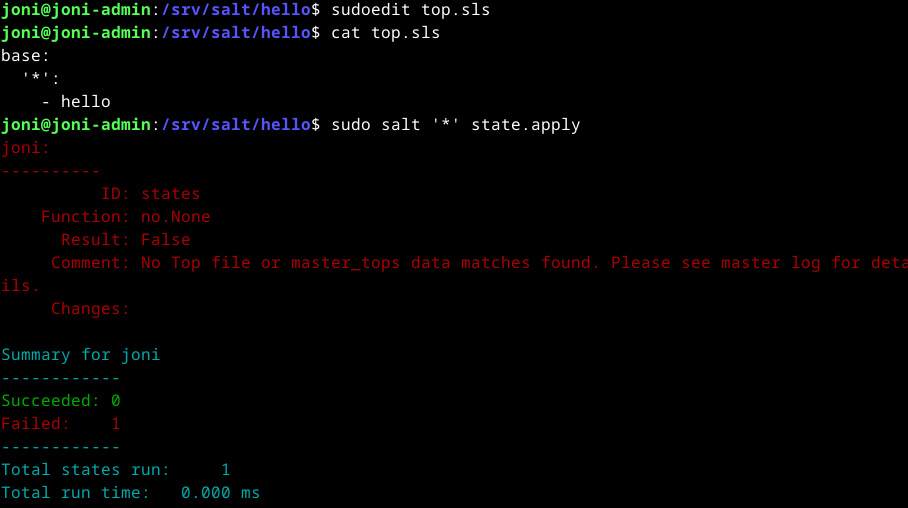 joni@joni-admin:/srv/salt/hello$ sudoedit top.sls
joni@joni-admin:/srv/salt/hello$ cat top.sls
base:
  '*':
    - hello
joni@joni-admin:/srv/salt/hello$ sudo salt '*' state.apply
joni:
----------
          ID: states
    Function: no.None
      Result: False
     Comment: No Top file or master_tops data matches found. Please see master log for deta
ils.
     Changes:

Summary for joni
------------
Succeeded: 0
Failed:    1
------------
Total states run:     1
Total run time:   0.000 ms